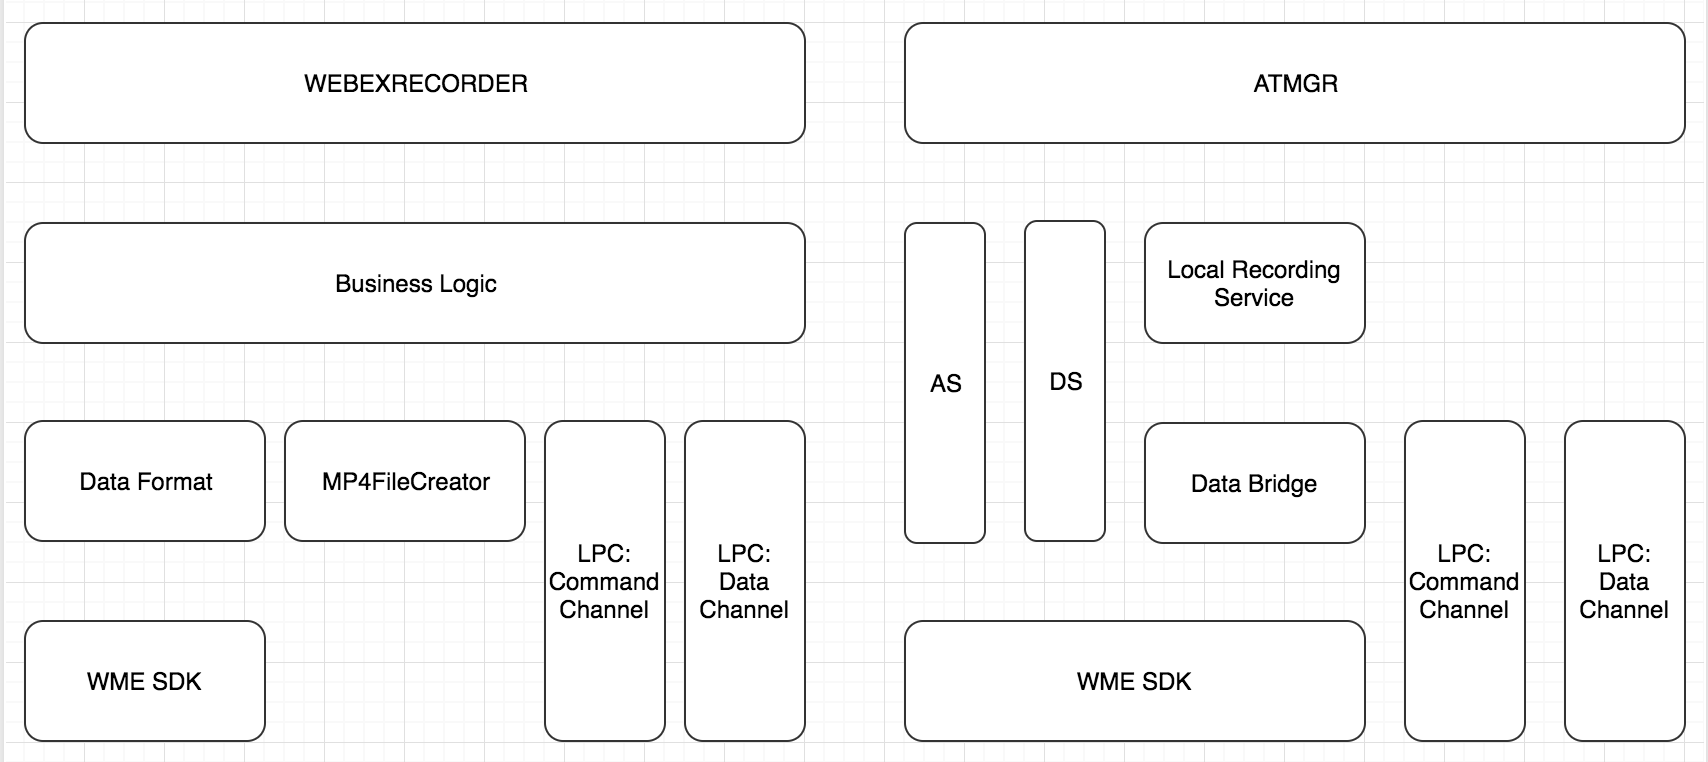 WEBEXRECORDER
ATMGR
Business Logic
AS
DS
Local Recording
Service
Data Format
MP4FileCreator
LPC:
Command
Channel
LPC:
Data
Channel
Data Bridge
LPC:
Command
Channel
LPC:
Data
Channel
WME SDK
WME SDK